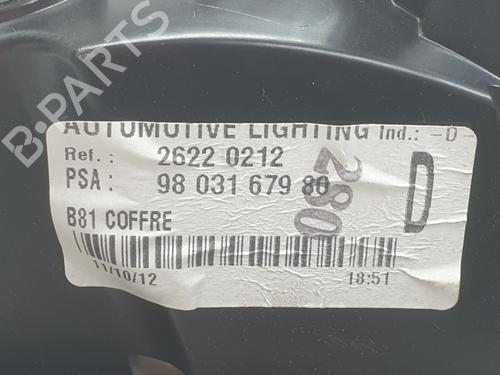 AUTOMOTIVE LIGHTING Ind.: -D-
Ref. : 2622 0212
PSA : 98 031 679 80
280
D
B81 COFFRE
11/10/12 18:51
B-PARTS